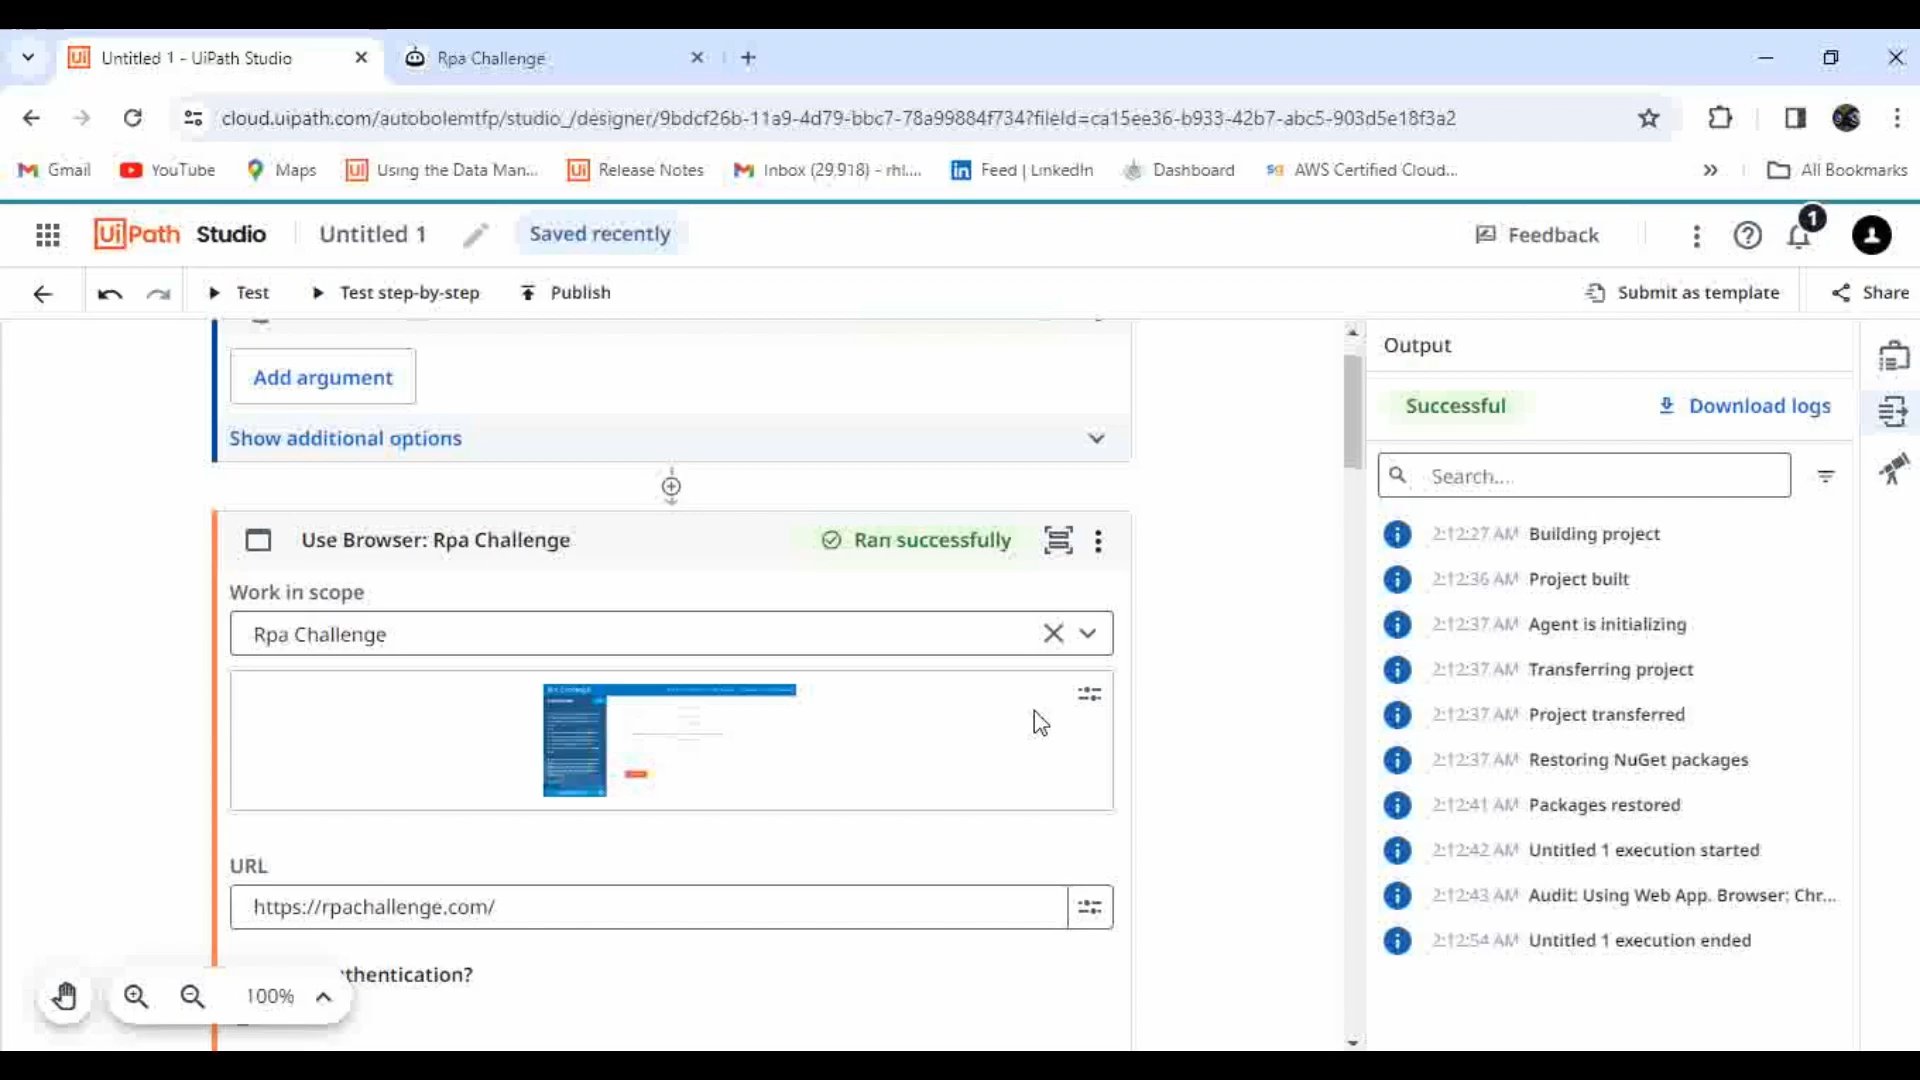 Untitled 1 - UiPath Studio
Rpa Challenge
cloud.uipath.com/autobolemtfp/studio_/designer/9bdcf26b-11a9-4d79-bbc7-78a99884f734?fileId=ca15ee36-b933-42b7-abc5-903d5e18f3a2
Gmail
YouTube
Maps
Using the Data Man...
Release Notes
Inbox (29,918) - rhl....
Feed | LinkedIn
Dashboard
AWS Certified Cloud...
All Bookmarks
UiPath Studio
Untitled 1
Saved recently
Feedback
1
Test
Test step-by-step
Publish
Submit as template
Share
Add argument
Show additional options
Use Browser: Rpa Challenge
Ran successfully
Work in scope
Rpa Challenge
URL
https://rpachallenge.com/
thentication?
100%
Output
Successful
Download logs
Search...
2:12:27 AM Building project
2:12:36 AM Project built
2:12:37 AM Agent is initializing
2:12:37 AM Transferring project
2:12:37 AM Project transferred
2:12:37 AM Restoring NuGet packages
2:12:41 AM Packages restored
2:12:42 AM Untitled 1 execution started
2:12:43 AM Audit: Using Web App. Browser: Chr...
2:12:54 AM Untitled 1 execution ended